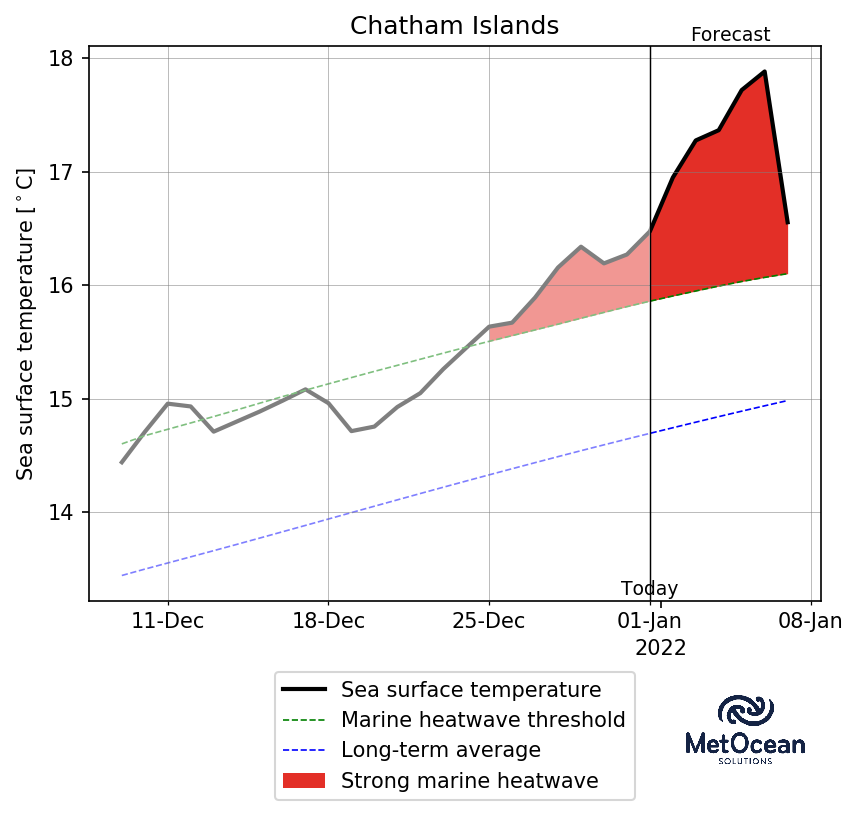 Chatham Islands
Forecast
18
17
16
15
14
Sea surface temperature [°C]
Today
11-Dec
18-Dec
25-Dec
01-Jan
08-Jan
2022
Sea surface temperature
Marine heatwave threshold
Long-term average
Strong marine heatwave
MetOcean
SOLUTIONS